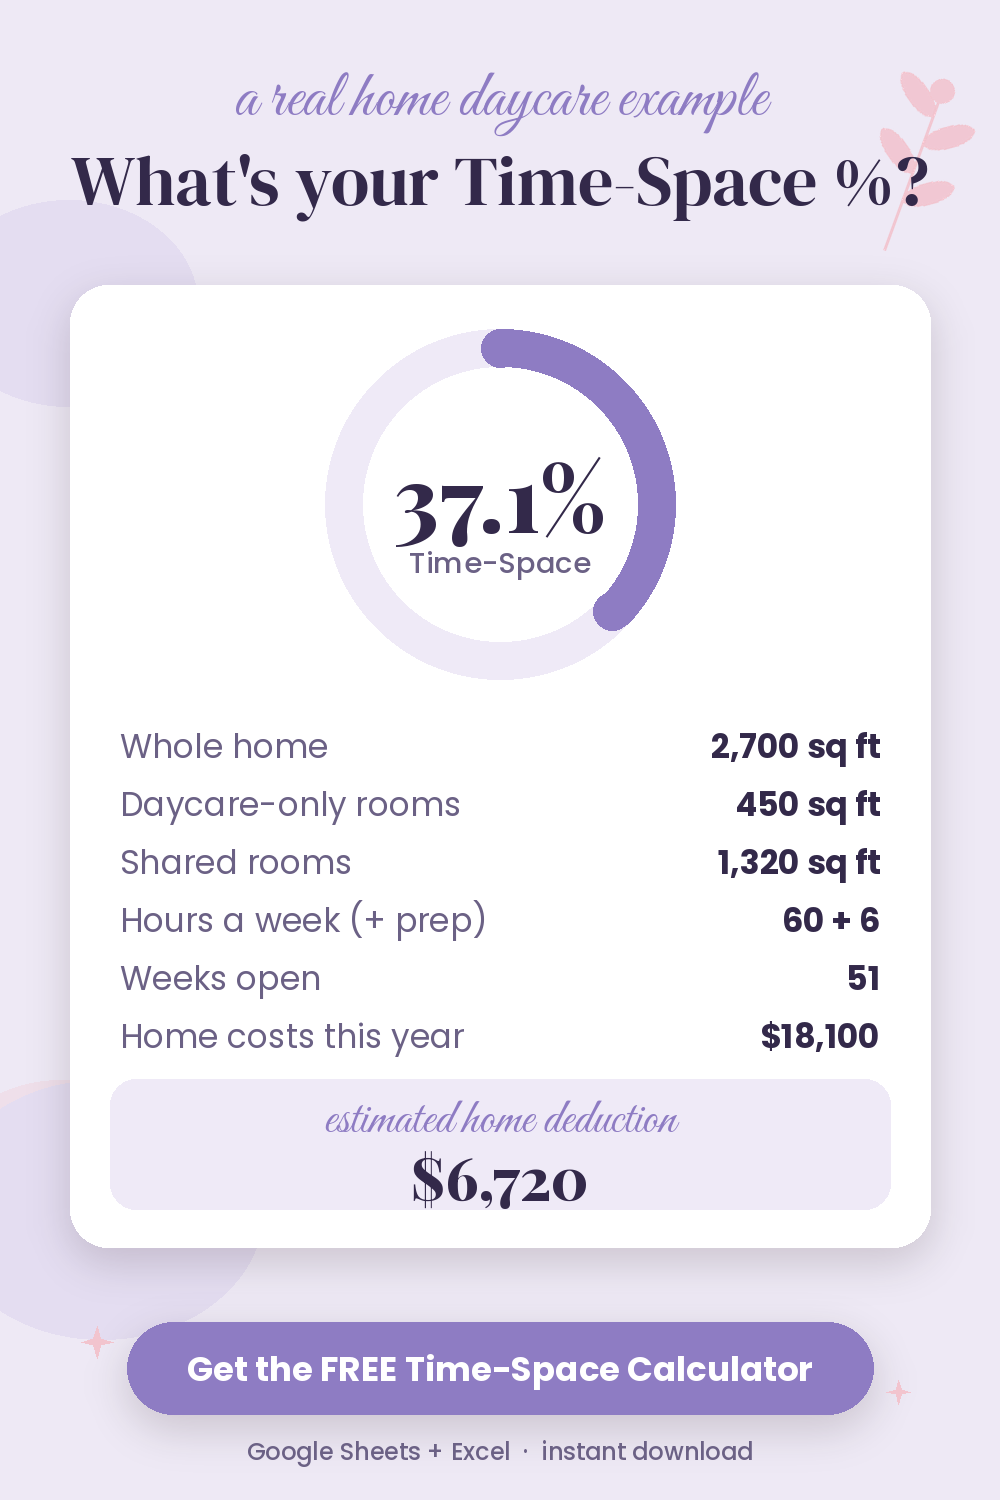 a real home daycare example
What's your Time-Space %?
37.1%
Time-Space
Whole home 2,700 sq ft
Daycare-only rooms 450 sq ft
Shared rooms 1,320 sq ft
Hours a week (+ prep) 60 + 6
Weeks open 51
Home costs this year $18,100
estimated home deduction
$6,720
Get the FREE Time-Space Calculator
Google Sheets + Excel · instant download